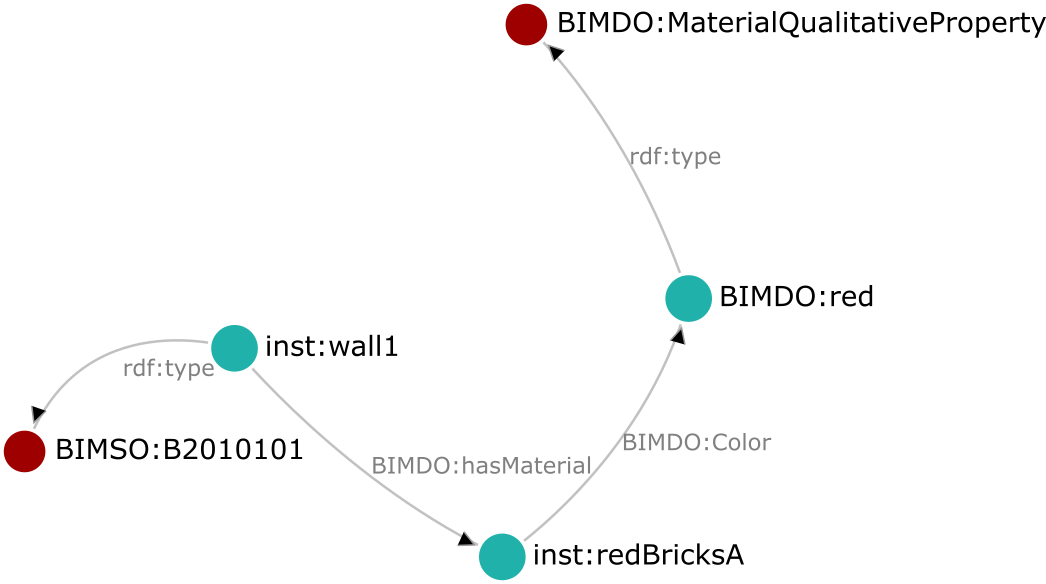 BIMDO:MaterialQualitativeProperty
rdf:type
BIMDO:red
inst:wall1
rdf:type
BIMSO:B2010101
BIMDO:Color
BIMDO:hasMaterial
inst:redBricksA